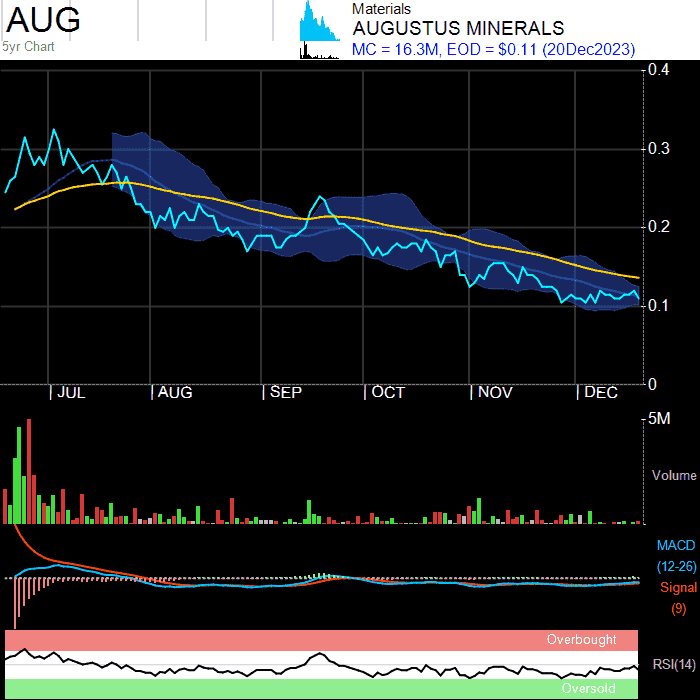 AUG
5yr Chart
Materials
AUGUSTUS MINERALS
MC = 16.3M, EOD = $0.11 (20Dec2023)
0.4
0.3
0.2
0.1
0
JUL AUG SEP OCT NOV DEC
5M
Volume
MACD
(12-26)
Signal
(9)
Overbought
RSI(14)
Oversold